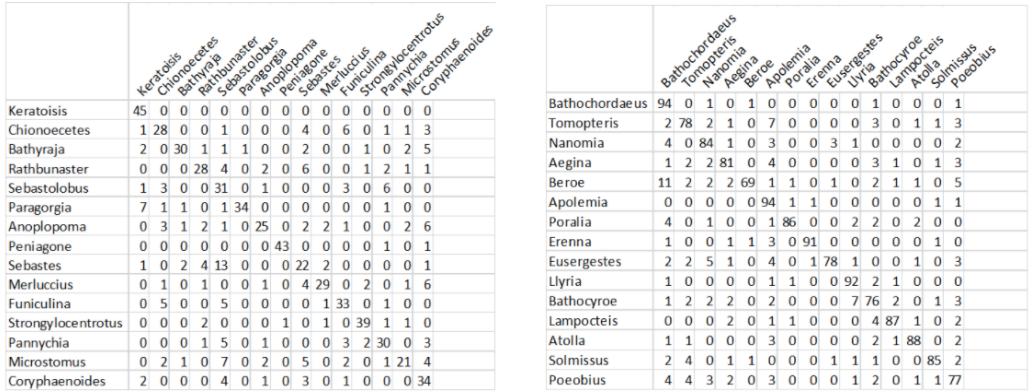 Keratoisis
Chionoecetes
Bathyraja
Rathbunaster
Sebastolobus
Paragorgia
Anoplopoma
Peniagone
Sebastes
Merluccius
Funiculina
Strongylocentrotus
Pannychia
Microstomus
Coryphaenoides
Keratoisis 45 0 0 0 0 0 0 0 0 0 0 0 0 0 0
Chionoecetes 1 28 0 0 1 0 0 0 4 0 6 0 1 1 3
Bathyraja 2 0 30 1 1 1 0 0 2 0 0 1 0 2 5
Rathbunaster 0 0 0 28 4 0 2 0 6 0 0 1 2 1 1
Sebastolobus 1 3 0 0 31 0 1 0 0 0 3 0 6 0 0
Paragorgia 7 1 1 0 1 34 0 0 0 0 0 0 1 0 0
Anoplopoma 0 3 1 2 1 0 25 0 2 2 1 0 0 2 6
Peniagone 0 0 0 0 0 0 0 43 0 0 0 0 1 0 1
Sebastes 1 0 2 4 13 0 0 0 22 2 0 0 0 0 1
Merluccius 0 1 0 1 0 0 1 0 4 29 0 2 0 1 6
Funiculina 0 5 0 0 5 0 0 0 0 1 33 0 1 0 0
Strongylocentrotus 0 0 0 2 0 0 0 1 0 1 0 39 1 1 0
Pannychia 0 0 0 1 5 0 1 0 0 0 3 2 30 0 3
Microstomus 0 2 1 0 7 0 2 0 5 0 2 0 1 21 4
Coryphaenoides 2 0 0 0 4 0 1 0 3 0 1 0 0 0 34
Bathochordaeus
Tomopteris
Nanomia
Aegina
Beroe
Apolemia
Poralia
Erenna
Eusergestes
Llyria
Bathocyroe
Lampocteis
Atolla
Solmissus
Poeobius
Bathochordaeus 94 0 1 0 1 0 0 0 0 0 1 0 0 0 1
Tomopteris 2 78 2 1 0 7 0 0 0 0 3 0 1 1 3
Nanomia 4 0 84 1 0 3 0 0 3 1 0 0 0 0 2
Aegina 1 2 2 81 0 4 0 0 0 0 3 1 0 1 3
Beroe 11 2 2 2 69 1 1 0 1 0 2 1 1 0 5
Apolemia 0 0 0 0 0 94 0 1 1 0 0 0 0 1 1
Poralia 4 0 1 0 0 1 86 0 0 2 2 0 2 0 0
Erenna 1 0 0 1 1 3 0 91 0 0 0 0 0 1 0
Eusergestes 2 2 5 1 0 4 0 1 78 1 0 0 1 0 3
Llyria 1 0 0 0 0 1 1 0 0 92 2 1 0 0 0
Bathocyroe 1 2 2 2 0 2 0 0 0 7 76 2 0 1 3
Lampocteis 0 0 0 2 0 1 1 0 0 0 4 87 1 0 2
Atolla 1 1 0 0 0 3 0 0 0 0 2 1 88 0 2
Solmissus 2 4 0 1 1 0 0 0 1 1 0 0 0 85 2
Poeobius 4 4 3 2 0 3 0 0 0 1 2 0 1 1 77